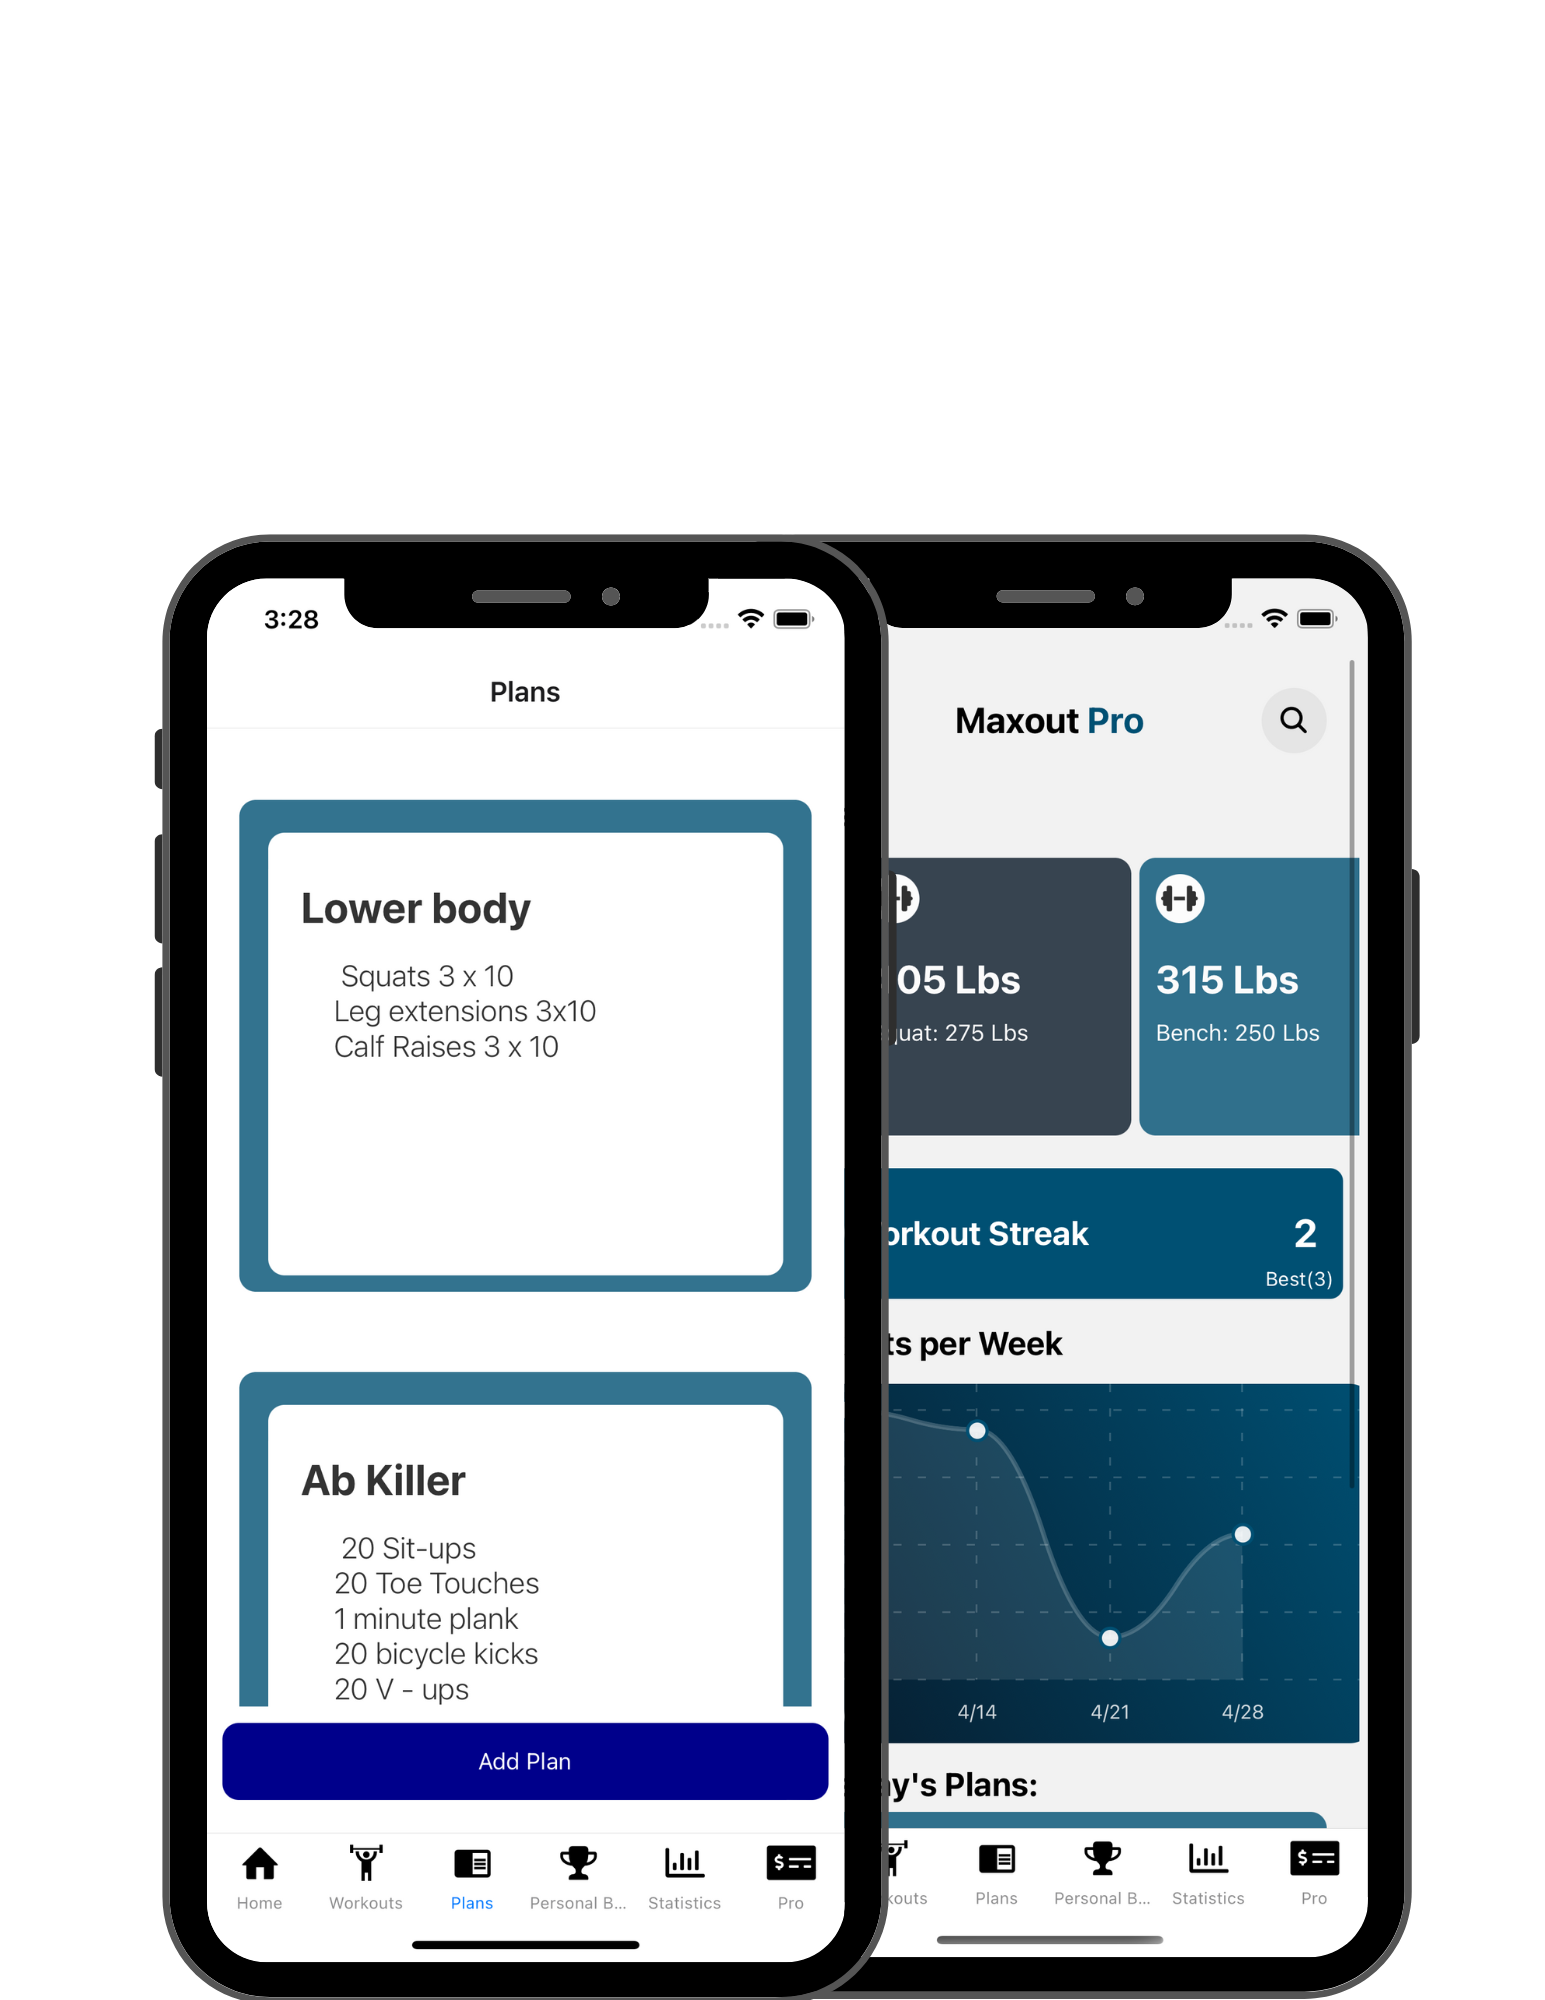 3:28
Plans
Lower body
Squats 3 x 10
Leg extensions 3x10
Calf Raises 3 x 10
Ab Killer
20 Sit-ups
20 Toe Touches
1 minute plank
20 bicycle kicks
20 V - ups
Add Plan
Home
Workouts
Plans
Personal B...
Statistics
Pro
Maxout Pro
05 Lbs
275 Lbs
315 Lbs
Bench: 250 Lbs
orkout Streak
2
Best(3)
ts per Week
4/14
4/21
4/28
y's Plans:
kouts
Plans
Personal B...
Statistics
Pro